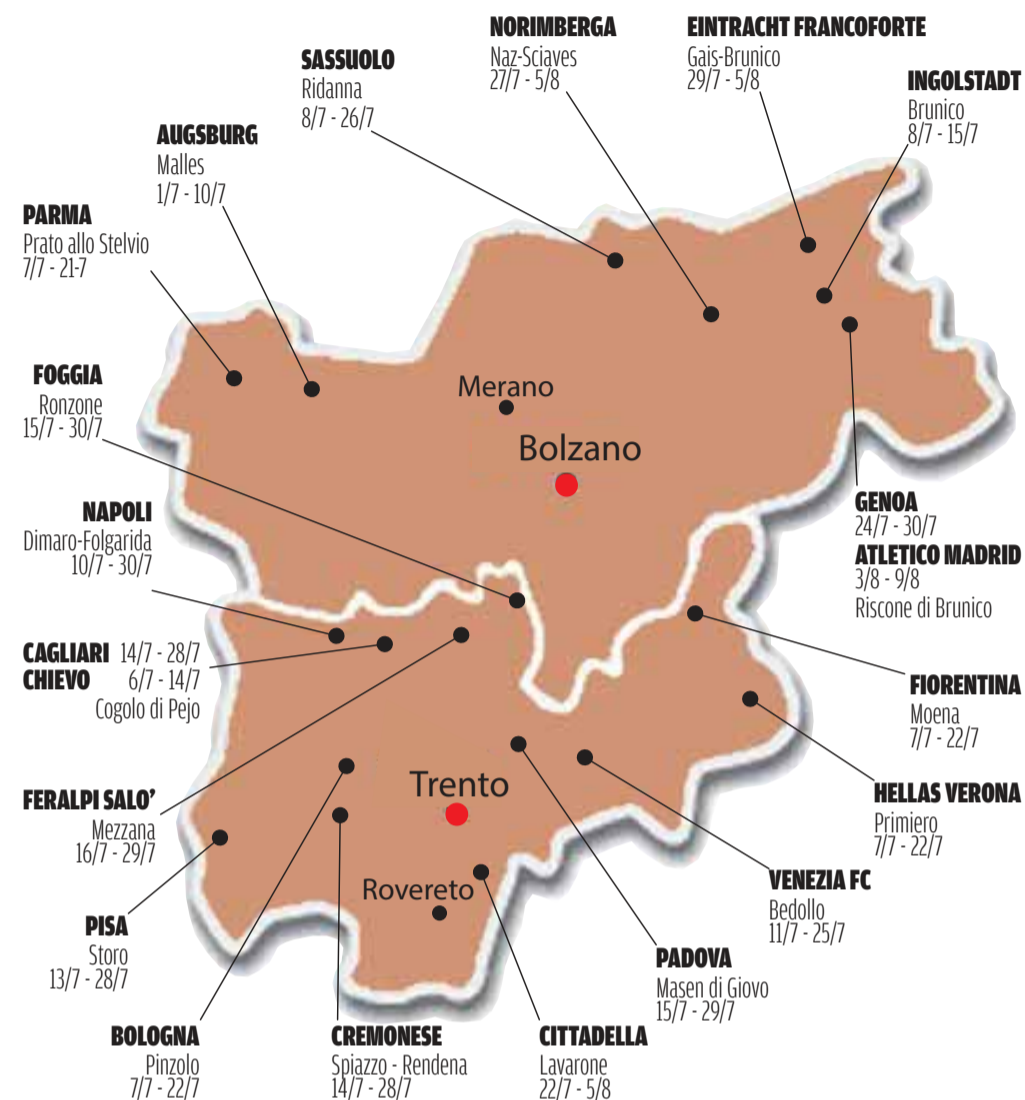 NORIMBERGA
Naz-Sciaves
27/7 - 5/8
EINTRACHT FRANCOFORTE
Gais-Brunico
29/7 - 5/8
SASSUOLO
Ridanna
8/7 - 26/7
INGOLSTADT
Brunico
8/7 - 15/7
AUGSBURG
Malles
1/7 - 10/7
PARMA
Prato allo Stelvio
7/7 - 21-7
FOGGIA
Ronzone
15/7 - 30/7
Merano
Bolzano
NAPOLI
Dimaro-Folgarida
10/7 - 30/7
GENOA
24/7 - 30/7
ATLETICO MADRID
3/8 - 9/8
Riscone di Brunico
CAGLIARI 14/7 - 28/7
CHIEVO 6/7 - 14/7
Cogolo di Pejo
FIORENTINA
Moena
7/7 - 22/7
Trento
FERALPI SALO’
Mezzana
16/7 - 29/7
HELLAS VERONA
Primiero
7/7 - 22/7
Rovereto
VENEZIA FC
Bedollo
11/7 - 25/7
PISA
Storo
13/7 - 28/7
PADOVA
Masen di Giovo
15/7 - 29/7
BOLOGNA
Pinzolo
7/7 - 22/7
CREMONESE
Spiazzo - Rendena
14/7 - 28/7
CITTADELLA
Lavarone
22/7 - 5/8